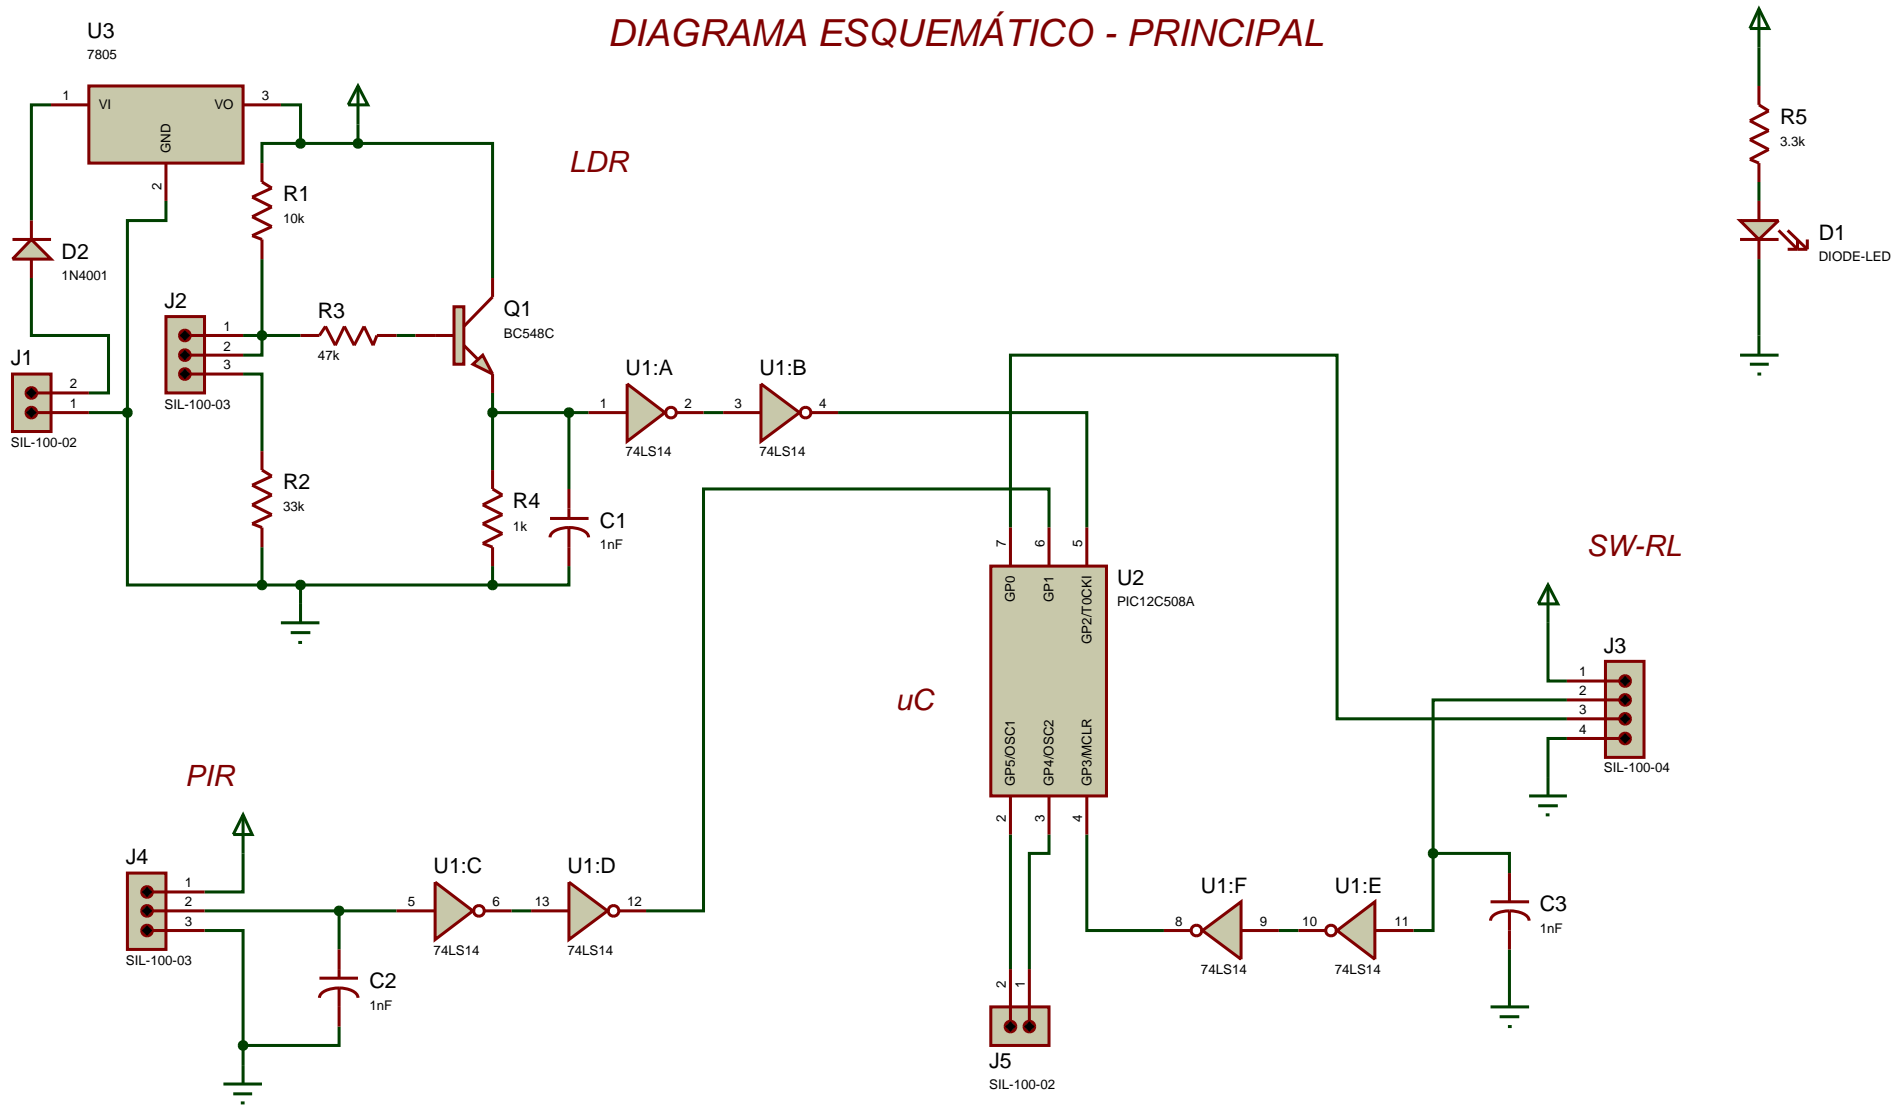 DIAGRAMA ESQUEMÁTICO - PRINCIPAL
U3
7805
1
VI
VO
3
GND
2
LDR
R1
10k
D2
1N4001
J2
1
2
3
SIL-100-03
R3
47k
Q1
BC548C
J1
2
1
SIL-100-02
R2
33k
R4
1k
C1
1nF
U1:A
1
2
74LS14
U1:B
3
4
74LS14
R5
3.3k
D1
DIODE-LED
7
6
5
GP0
GP1
GP2/T0CKI
U2
PIC12C508A
uC
GP5/OSC1
GP4/OSC2
GP3/MCLR
2
3
4
SW-RL
J3
1
2
3
4
SIL-100-04
PIR
J4
1
2
3
SIL-100-03
U1:C
5
6
74LS14
U1:D
13
12
74LS14
C2
1nF
U1:F
8
9
74LS14
U1:E
10
11
74LS14
C3
1nF
2
1
J5
SIL-100-02